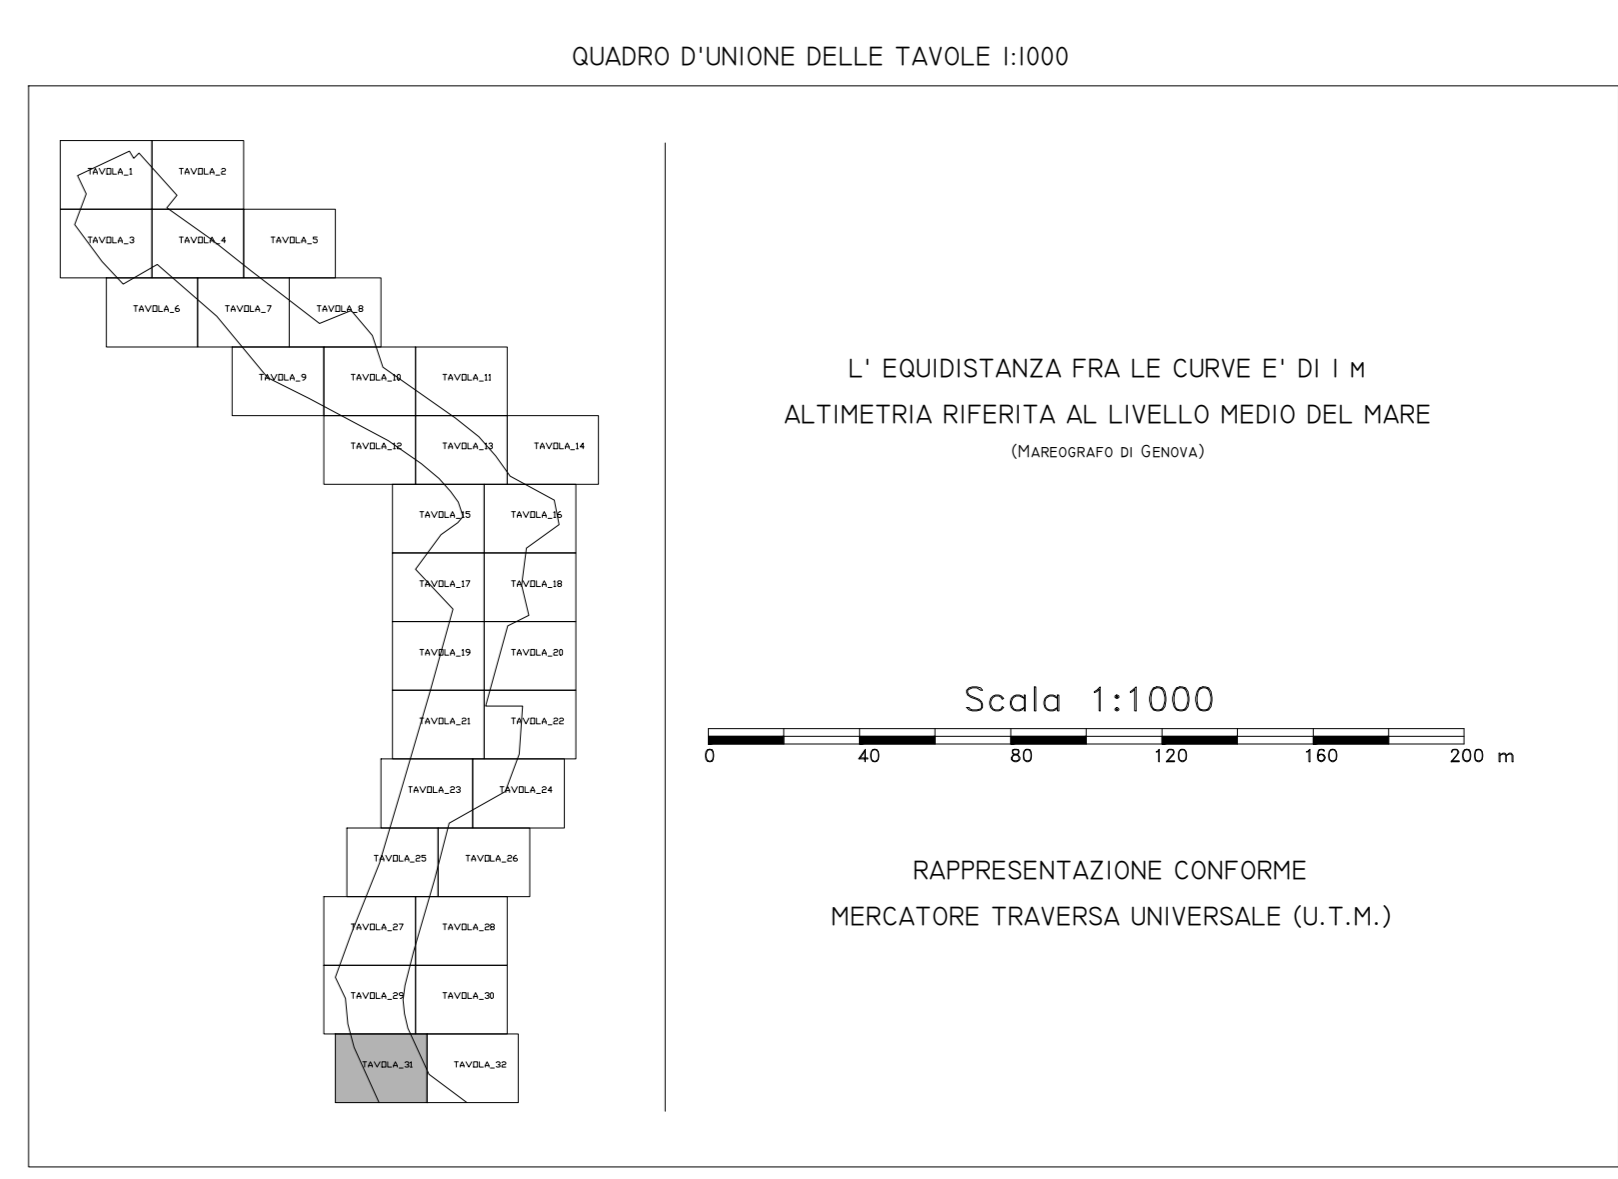 QUADRO D'UNIONE DELLE TAVOLE 1:1000
TAVOLA_1
TAVOLA_2
TAVOLA_3
TAVOLA_4
TAVOLA_5
TAVOLA_6
TAVOLA_7
TAVOLA_8
TAVOLA_9
TAVOLA_10
TAVOLA_11
TAVOLA_12
TAVOLA_13
TAVOLA_14
TAVOLA_15
TAVOLA_16
TAVOLA_17
TAVOLA_18
TAVOLA_19
TAVOLA_20
TAVOLA_21
TAVOLA_22
TAVOLA_23
TAVOLA_24
TAVOLA_25
TAVOLA_26
TAVOLA_27
TAVOLA_28
TAVOLA_29
TAVOLA_30
TAVOLA_31
TAVOLA_32
L' EQUIDISTANZA FRA LE CURVE E' DI 1 M
ALTIMETRIA RIFERITA AL LIVELLO MEDIO DEL MARE
(MAREOGRAFO DI GENOVA)
Scala 1:1000
0 40 80 120 160 200 m
RAPPRESENTAZIONE CONFORME
MERCATORE TRAVERSA UNIVERSALE (U.T.M.)